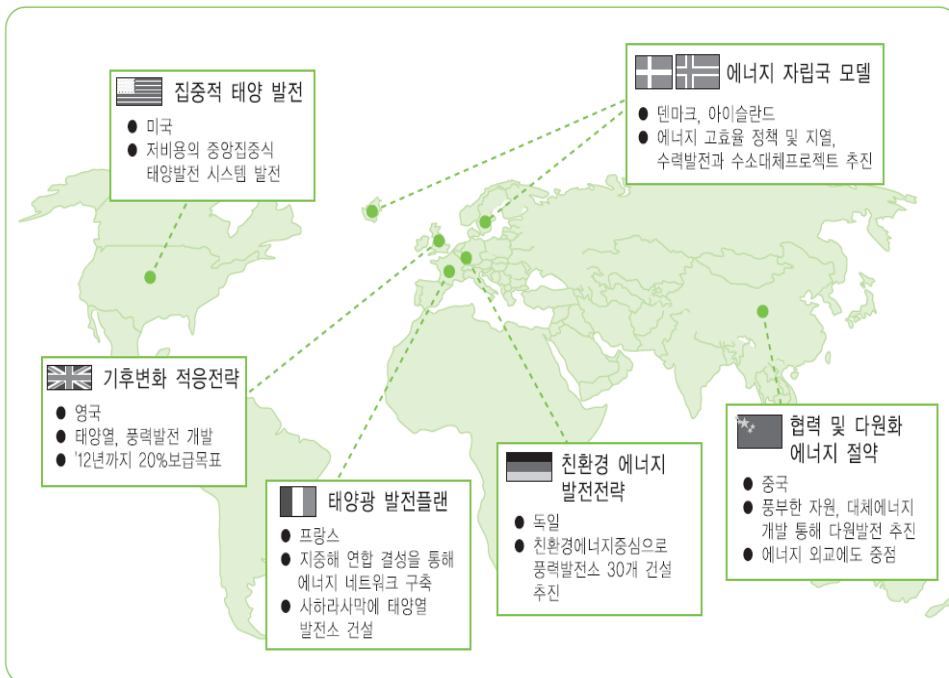 집중적 태양 발전
● 미국
● 저비용의 중앙집중식
태양발전 시스템 발전
에너지 자립국 모델
● 덴마크, 아이슬란드
● 에너지 고효율 정책 및 지열,
수력발전과 수소대체프로젝트 추진
기후변화 적응전략
● 영국
● 태양열, 풍력발전 개발
● '12년까지 20%보급목표
태양광 발전플랜
● 프랑스
● 지중해 연합 결성을 통해
에너지 네트워크 구축
● 사하라사막에 태양열
발전소 건설
친환경 에너지
발전전략
● 독일
● 친환경에너지중심으로
풍력발전소 30개 건설
추진
협력 및 다원화
에너지 절약
● 중국
● 풍부한 자원, 대체에너지
개발 통해 다원발전 추진
● 에너지 외교에도 중점